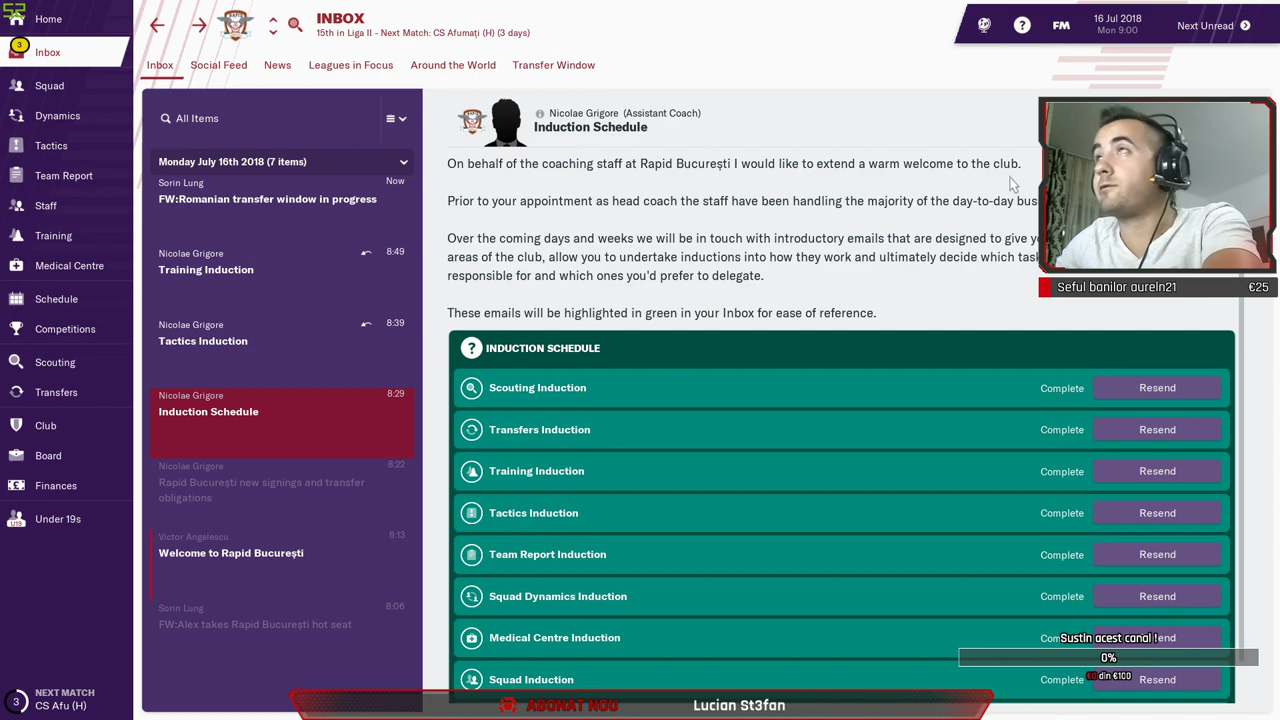 Home
3
Inbox
Squad
Dynamics
Tactics
Team Report
Staff
Training
Medical Centre
Schedule
Competitions
Scouting
Transfers
Club
Board
Finances
U19
Under 19s
3
NEXT MATCH
CS Afu (H)
INBOX
15th in Liga II - Next Match: CS Afumați (H) (3 days)
?
FM
16 Jul 2018
Mon 9:00
Next Unread
Inbox
Social Feed
News
Leagues in Focus
Around the World
Transfer Window
All Items
Monday July 16th 2018 (7 items)
Sorin Lung
Now
FW:Romanian transfer window in progress
Nicolae Grigore
8:49
Training Induction
Nicolae Grigore
8:39
Tactics Induction
Nicolae Grigore
8:29
Induction Schedule
Nicolae Grigore
8:22
Rapid București new signings and transfer
obligations
Victor Angelescu
8:13
Welcome to Rapid București
Sorin Lung
8:06
FW:Alex takes Rapid București hot seat
Nicolae Grigore (Assistant Coach)
Induction Schedule
On behalf of the coaching staff at Rapid București I would like to extend a warm welcome to the club.
Prior to your appointment as head coach the staff have been handling the majority of the day-to-day bus
Over the coming days and weeks we will be in touch with introductory emails that are designed to give
areas of the club, allow you to undertake inductions into how they work and ultimately decide which
responsible for and which ones you'd prefer to delegate.
These emails will be highlighted in green in your Inbox for ease of reference.
? INDUCTION SCHEDULE
Scouting Induction Complete Resend
Transfers Induction Complete Resend
Training Induction Complete Resend
Tactics Induction Complete Resend
Team Report Induction Complete Resend
Squad Dynamics Induction Complete Resend
Medical Centre Induction Com end
Squad Induction Complete Resend
Seful banilor aureln21 €25
Sustin acest canal !
0%
€0 din €100
ABONAT NOU
Lucian St3fan